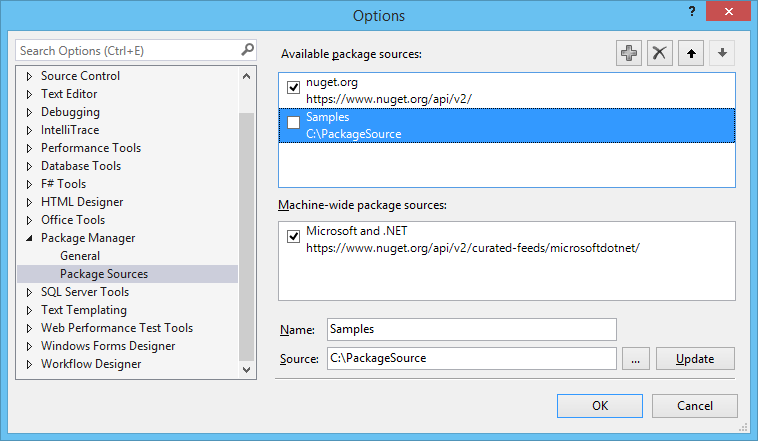 Options
?
Search Options (Ctrl+E)
Source Control
Text Editor
Debugging
IntelliTrace
Performance Tools
Database Tools
F# Tools
HTML Designer
Office Tools
Package Manager
General
Package Sources
SQL Server Tools
Text Templating
Web Performance Test Tools
Windows Forms Designer
Workflow Designer
Available package sources:
nuget.org
https://www.nuget.org/api/v2/
Samples
C:\PackageSource
Machine-wide package sources:
Microsoft and .NET
https://www.nuget.org/api/v2/curated-feeds/microsoftdotnet/
Name: Samples
Source: C:\PackageSource ... Update
OK Cancel